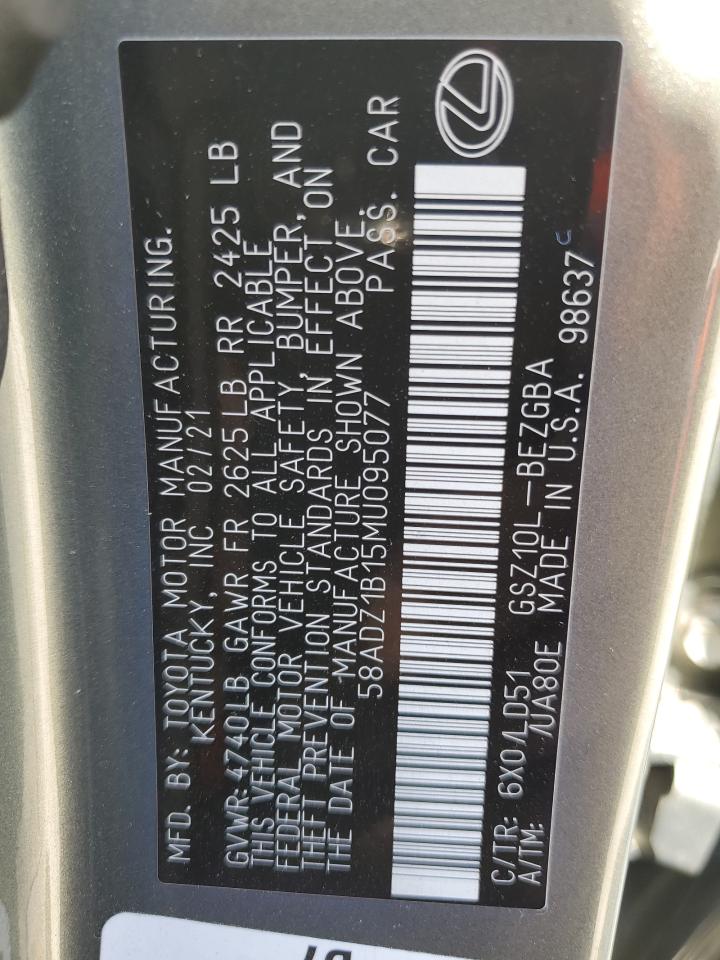 MFD. BY: TOYOTA MOTOR MANUFACTURING.
KENTUCKY, INC 02/21
GVWR:4740LB GAWR FR 2625LB RR 2425 LB
THIS VEHICLE CONFORMS TO ALL APPLICABLE
FEDERAL MOTOR VEHICLE SAFETY, BUMPER, AND
THEFT PREVENTION STANDARDS IN EFFECT ON
THE DATE OF MANUFACTURE SHOWN ABOVE.
58ADZ1B15MU095077 PASS. CAR
C/TR: 6X0/LD51 GSZ10L-BEZGBA
A/TM: /UA80E MADE IN U.S.A. 98637 C